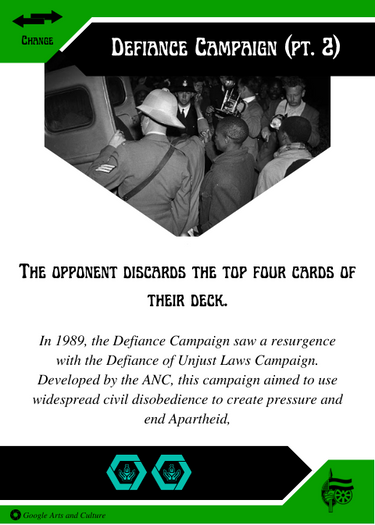 Change
Defiance Campaign (pt. 2)
The opponent discards the top four cards of
their deck.
In 1989, the Defiance Campaign saw a resurgence
with the Defiance of Unjust Laws Campaign.
Developed by the ANC, this campaign aimed to use
widespread civil disobedience to create pressure and
end Apartheid,
Google Arts and Culture